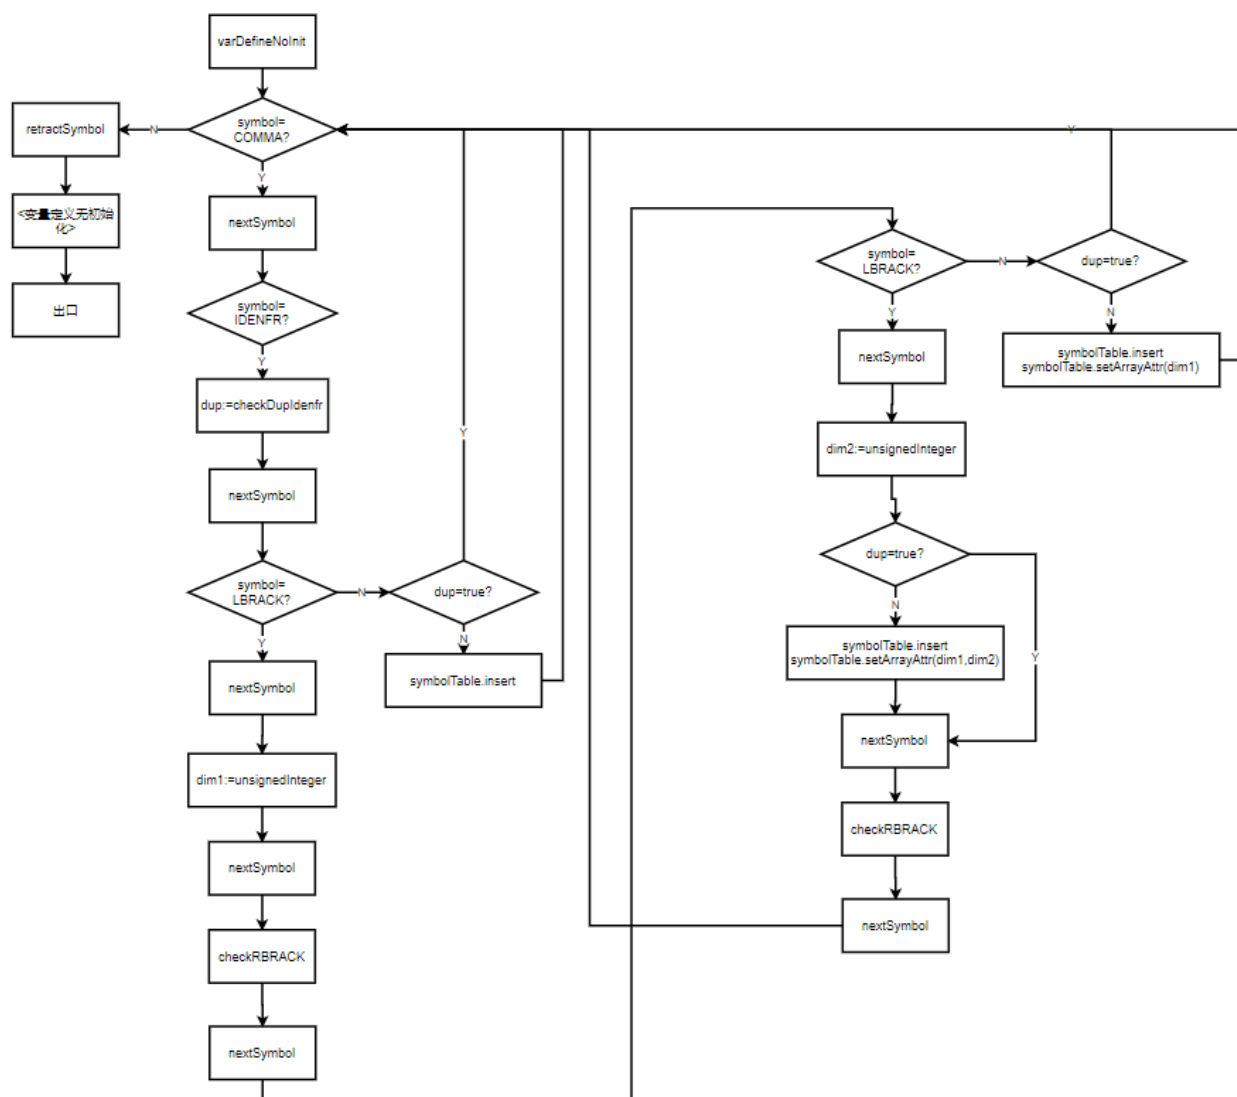 varDefineNoInit
symbol=
COMMA?
N
retractSymbol
<变量定义无初始
化>
出口
Y
nextSymbol
symbol=
IDENFR?
Y
dup:=checkDupIdenfr
nextSymbol
symbol=
LBRACK?
N
dup=true?
Y
N
symbolTable.insert
Y
nextSymbol
dim1:=unsignedInteger
nextSymbol
checkRBRACK
nextSymbol
symbol=
LBRACK?
N
dup=true?
Y
N
symbolTable.insert
symbolTable.setArrayAttr(dim1)
Y
nextSymbol
dim2:=unsignedInteger
dup=true?
N
Y
symbolTable.insert
symbolTable.setArrayAttr(dim1,dim2)
nextSymbol
checkRBRACK
nextSymbol